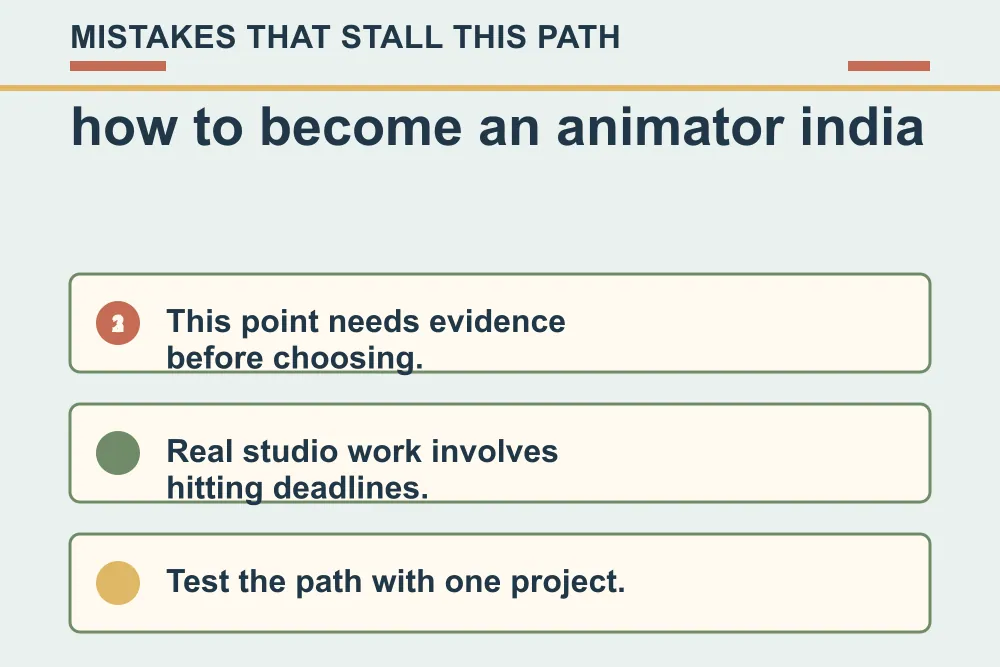 MISTAKES THAT STALL THIS PATH
how to become an animator india
This point needs evidence
before choosing.
Real studio work involves
hitting deadlines.
Test the path with one project.